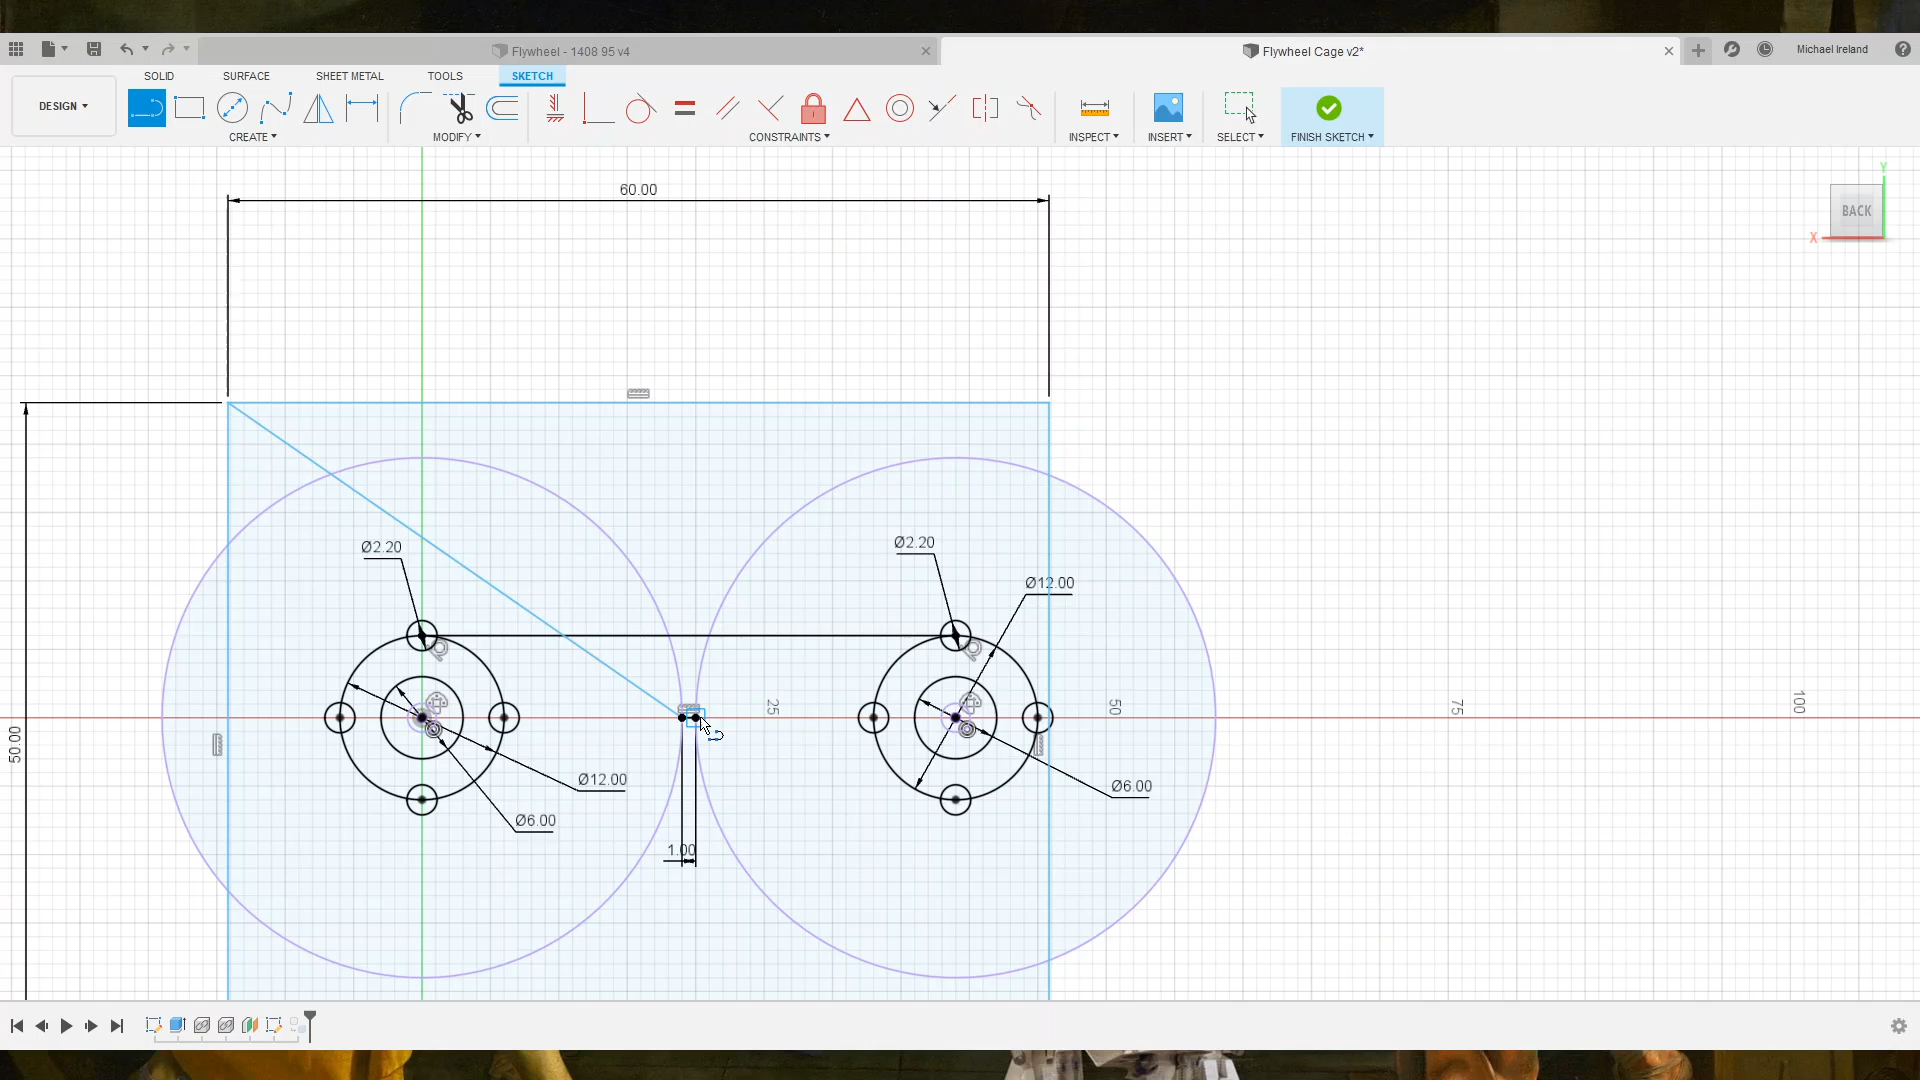 Flywheel - 1408 95 v4
Flywheel Cage v2*
Michael Ireland
SOLID
SURFACE
SHEET METAL
TOOLS
SKETCH
DESIGN
CREATE
MODIFY
CONSTRAINTS
INSPECT
INSERT
SELECT
FINISH SKETCH
60.00
Y
BACK
X
Ø2.20
Ø2.20
Ø12.00
25
50
75
100
50.00
Ø12.00
Ø6.00
Ø6.00
1.00